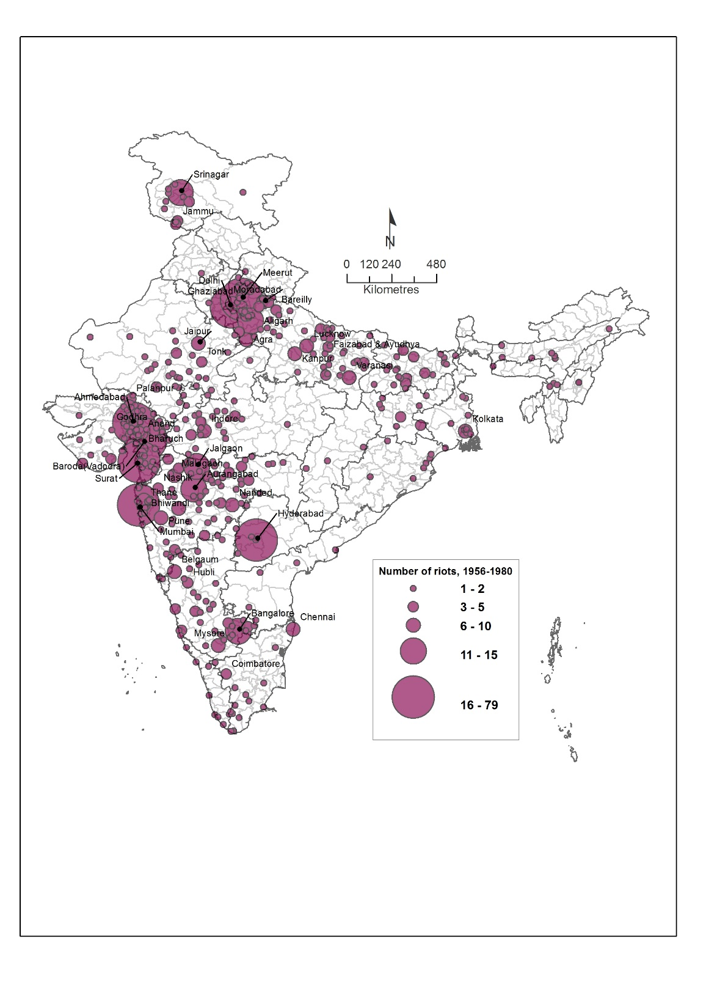 Srinagar
Jammu
N
0 120 240 480
Kilometres
Meerut
Delhi
Ghaziabad
Moradabad
Bareilly
Aligarh
Jaipur
Agra
Lucknow
Faizabad & Ayudhya
Tonk
Kanpur
Varanasi
Palanpur
Ahmedabad
Godhra
Anand
Indore
Kolkata
Bharuch
Jalgaon
Baroda(Vadodra)
Malegaon
Surat
Nashik
Aurangabad
Thane
Nanded
Bhiwandi
Hyderabad
Pune
Mumbai
Belgaum
Hubli
Number of riots, 1956-1980
1 - 2
3 - 5
6 - 10
11 - 15
16 - 79
Bangalore
Chennai
Mysore
Coimbatore